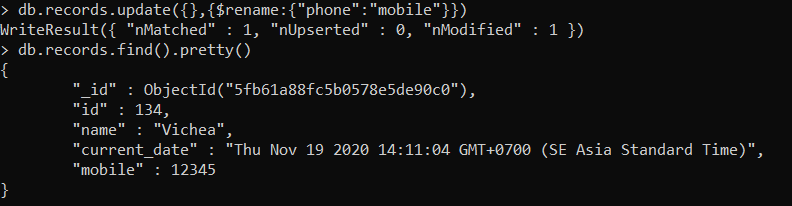 > db.records.update({},{$rename:{"phone":"mobile"}})
WriteResult({ "nMatched" : 1, "nUpserted" : 0, "nModified" : 1 })
> db.records.find().pretty()
{
        "_id" : ObjectId("5fb61a88fc5b0578e5de90c0"),
        "id" : 134,
        "name" : "Vichea",
        "current_date" : "Thu Nov 19 2020 14:11:04 GMT+0700 (SE Asia Standard Time)",
        "mobile" : 12345
}